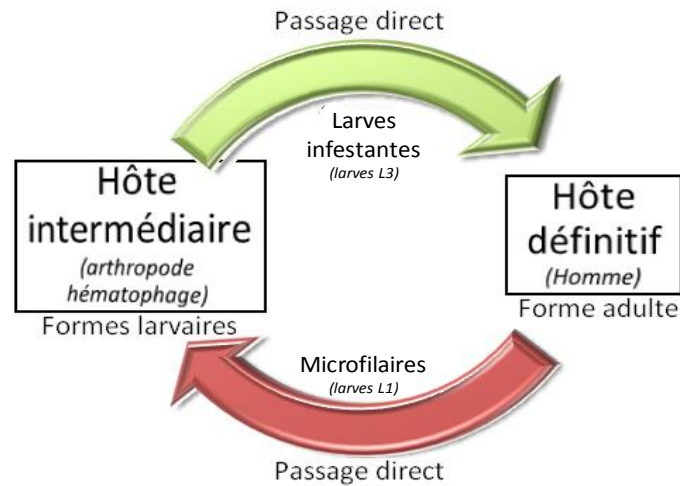 Passage direct
Larves
infestantes
(larves L3)
Hôte
intermédiaire
(arthropode
hématophage)
Formes larvaires
Hôte
définitif
(Homme)
Forme adulte
Microfilaires
(larves L1)
Passage direct